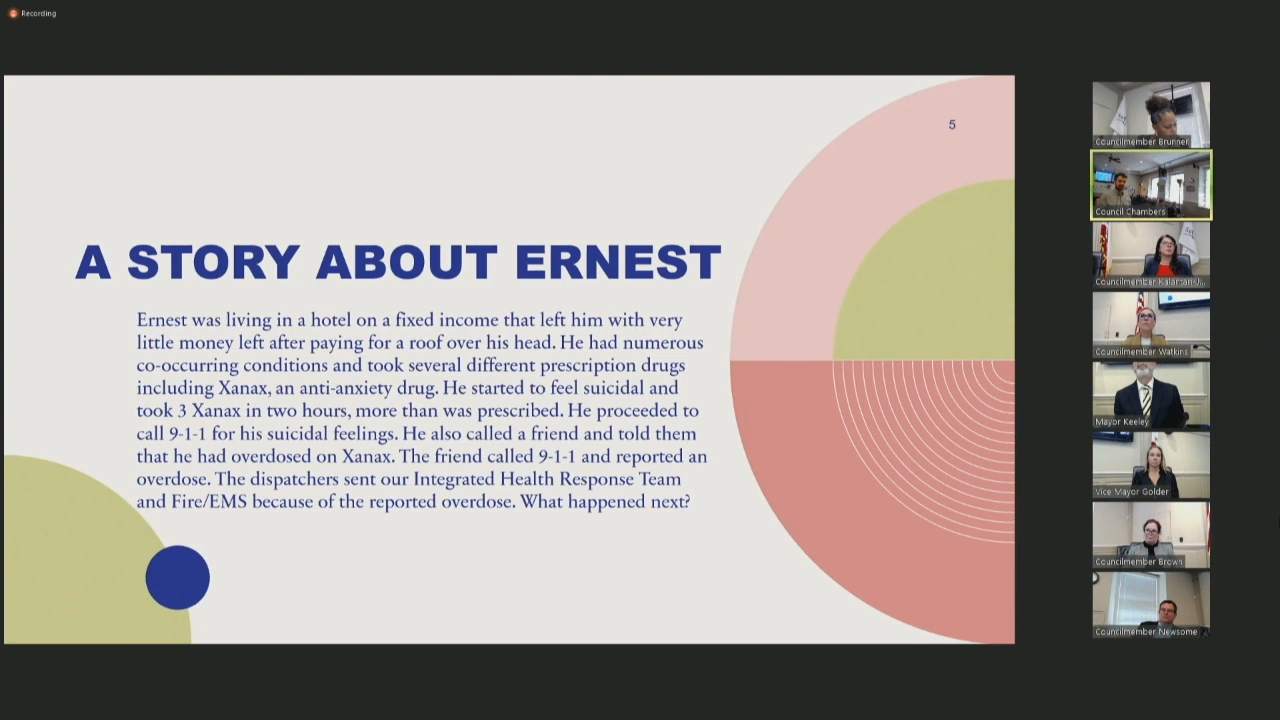 Recording
5
A STORY ABOUT ERNEST
Ernest was living in a hotel on a fixed income that left him with very
little money left after paying for a roof over his head. He had numerous
co-occurring conditions and took several different prescription drugs
including Xanax, an anti-anxiety drug. He started to feel suicidal and
took 3 Xanax in two hours, more than was prescribed. He proceeded to
call 9-1-1 for his suicidal feelings. He also called a friend and told them
that he had overdosed on Xanax. The friend called 9-1-1 and reported an
overdose. The dispatchers sent our Integrated Health Response Team
and Fire/EMS because of the reported overdose. What happened next?
Councilmember Brunner
Council Chambers
Councilmember
Councilmember Watkins
Mayor Keeley
Vice Mayor Golder
Councilmember Brown
Councilmember Newsome